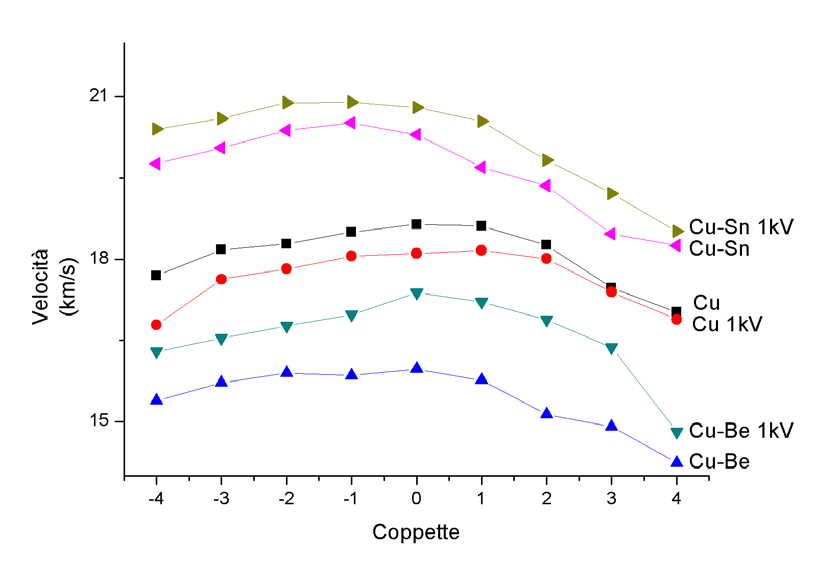 21
18
15
Velocità
(km/s)
Cu-Sn 1kV
Cu-Sn
Cu
Cu 1kV
Cu-Be 1kV
Cu-Be
-4 -3 -2 -1 0 1 2 3 4
Coppette